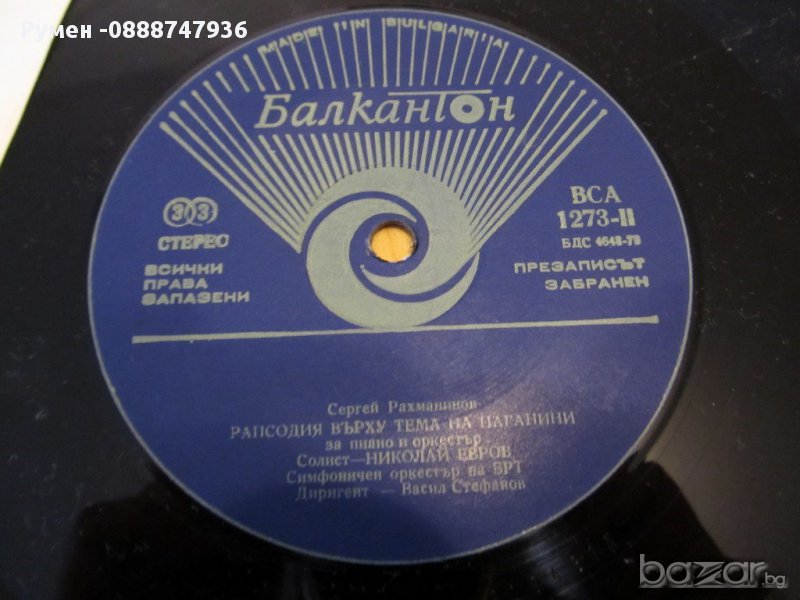 Румен -0888747936
MADE IN BULGARIA
Балкантон
33
СТЕРЕО
ВСИЧКИ
ПРАВА
ЗАПАЗЕНИ
ВСА
1273-II
БДС 4648-73
ПРЕЗАПИСЪТ
ЗАБРАНЕН
Сергей Рахманинов
РАПСОДИЯ ВЪРХУ ТЕМА НА ПАГАНИНИ
за пиано и оркестър
Солист—НИКОЛАЙ ЕВРОВ
Симфоничен оркестър на БРТ
Диригент — Васил Стефанов
bazar.bg